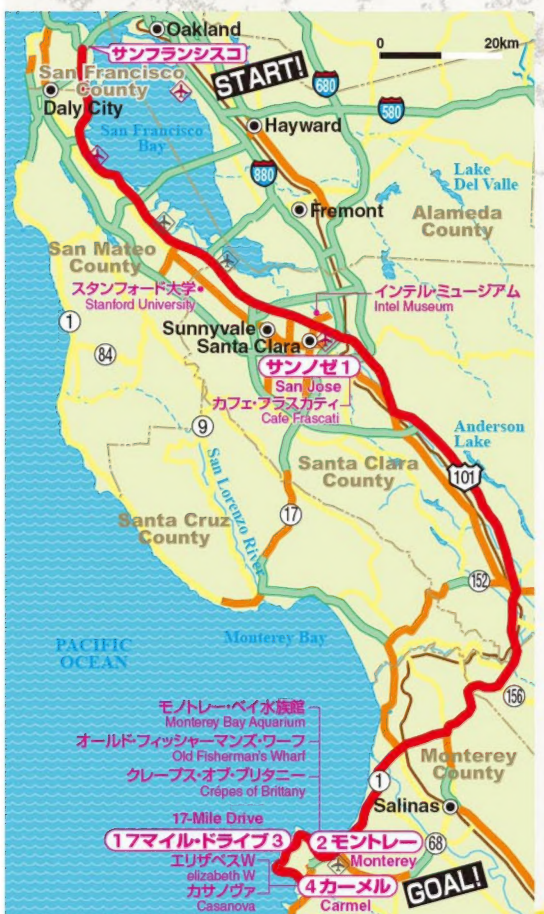 Oakland
サンフランシスコ
San Francisco
County
START!
0 20km
680
580
Daly City
San Francisco
Bay
Hayward
880
Lake
Del Valle
Fremont
Alameda
County
San Mateo
County
スタンフォード大学
Stanford University
インテル・ミュージアム
Intel Museum
1
Sunnyvale
Santa Clara
84
サンノゼ 1
San Jose
カフェ・フラスカティ
Cafe Frascati
9
Anderson
Lake
San Lorenzo River
Santa Clara
County
101
17
Santa Cruz
County
152
PACIFIC
OCEAN
Monterey Bay
156
モノトレー・ベイ水族館
Monterey Bay Aquarium
オールド・フィッシャーマンズ・ワーフ
Old Fisherman's Wharf
クレープス・オブ・ブリタニー
Crêpes of Brittany
Monterey
County
1
Salinas
17-Mile Drive
17マイル・ドライブ 3
2 モントレー
Monterey
68
エリザベスW
elizabeth W
カサノヴァ
Casanova
4 カーメル
Carmel
GOAL!